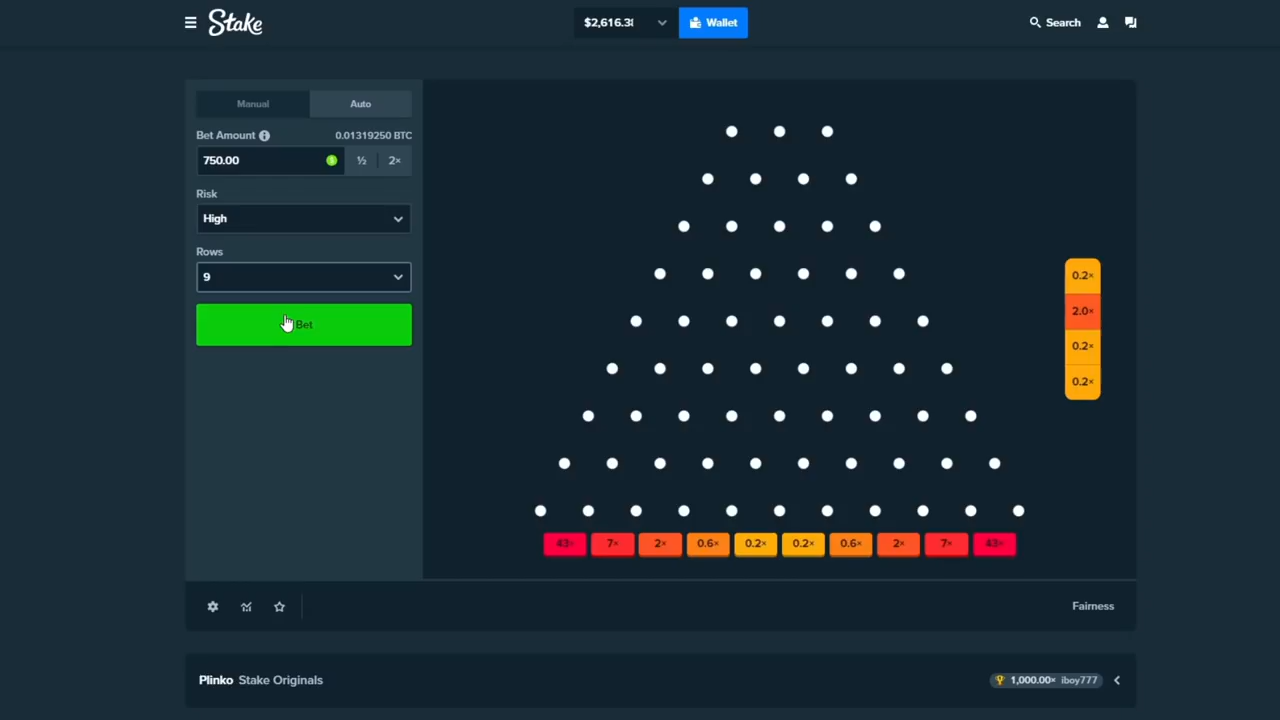 Stake
$2,616.3
Wallet
Search
Manual
Auto
Bet Amount
0.01319250 BTC
750.00
½
2×
Risk
High
Rows
9
Bet
0.2×
2.0×
0.2×
0.2×
43×
7×
2×
0.6×
0.2×
0.2×
0.6×
2×
7×
43×
Fairness
Plinko Stake Originals
1,000.00× iboy777